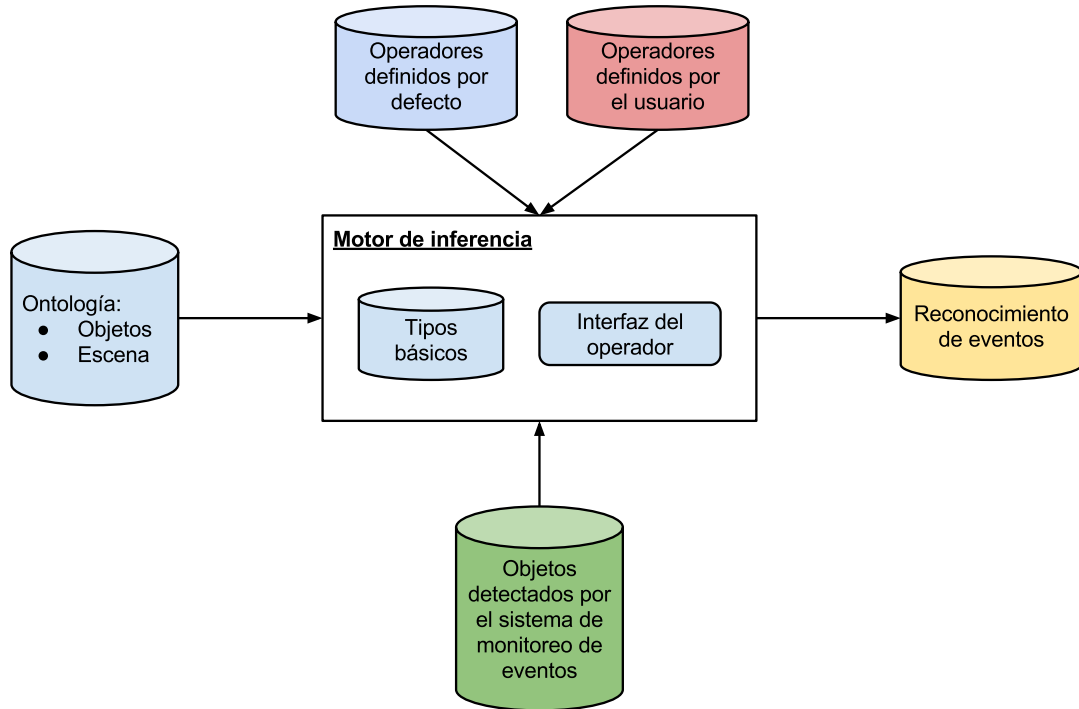 Operadores
definidos por
defecto
Operadores
definidos por
el usuario
Motor de inferencia
Ontología:
● Objetos
● Escena
Tipos
básicos
Interfaz del
operador
Reconocimiento
de eventos
Objetos
detectados por
el sistema de
monitoreo de
eventos